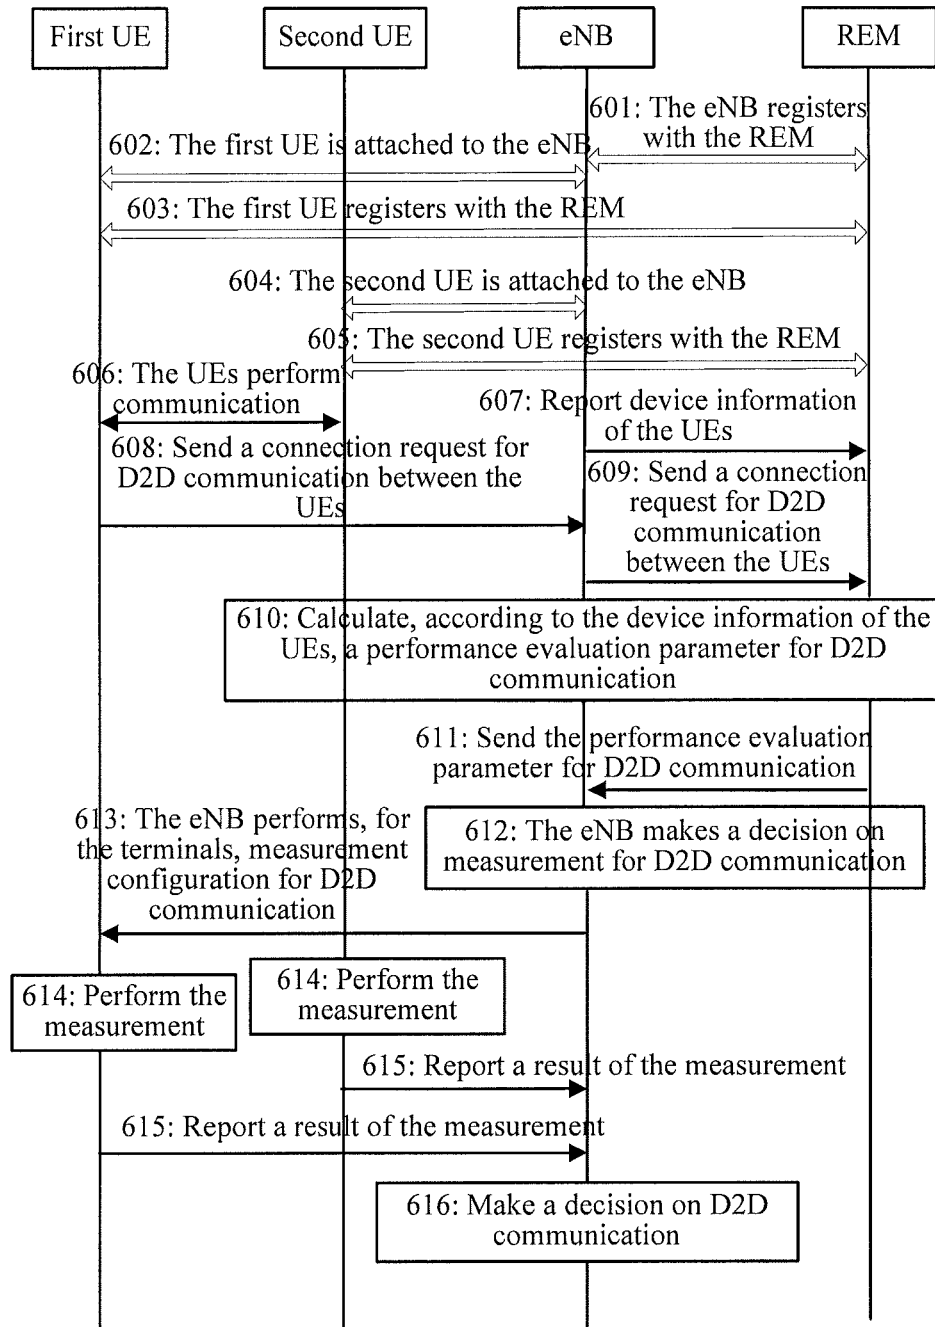 First UE
Second UE
eNB
REM
601: The eNB registers
with the REM
602: The first UE is attached to the eNB
603: The first UE registers with the REM
604: The second UE is attached to the eNB
605: The second UE registers with the REM
606: The UEs perform
communication
607: Report device information
of the UEs
608: Send a connection request for
D2D communication between the
UEs
609: Send a connection
request for D2D
communication
between the UEs
610: Calculate, according to the device information of the
UEs, a performance evaluation parameter for D2D
communication
611: Send the performance evaluation
parameter for D2D communication
612: The eNB makes a decision on
measurement for D2D communication
613: The eNB performs, for
the terminals, measurement
configuration for D2D
communication
614: Perform the
measurement
614: Perform the
measurement
615: Report a result of the measurement
615: Report a result of the measurement
616: Make a decision on D2D
communication